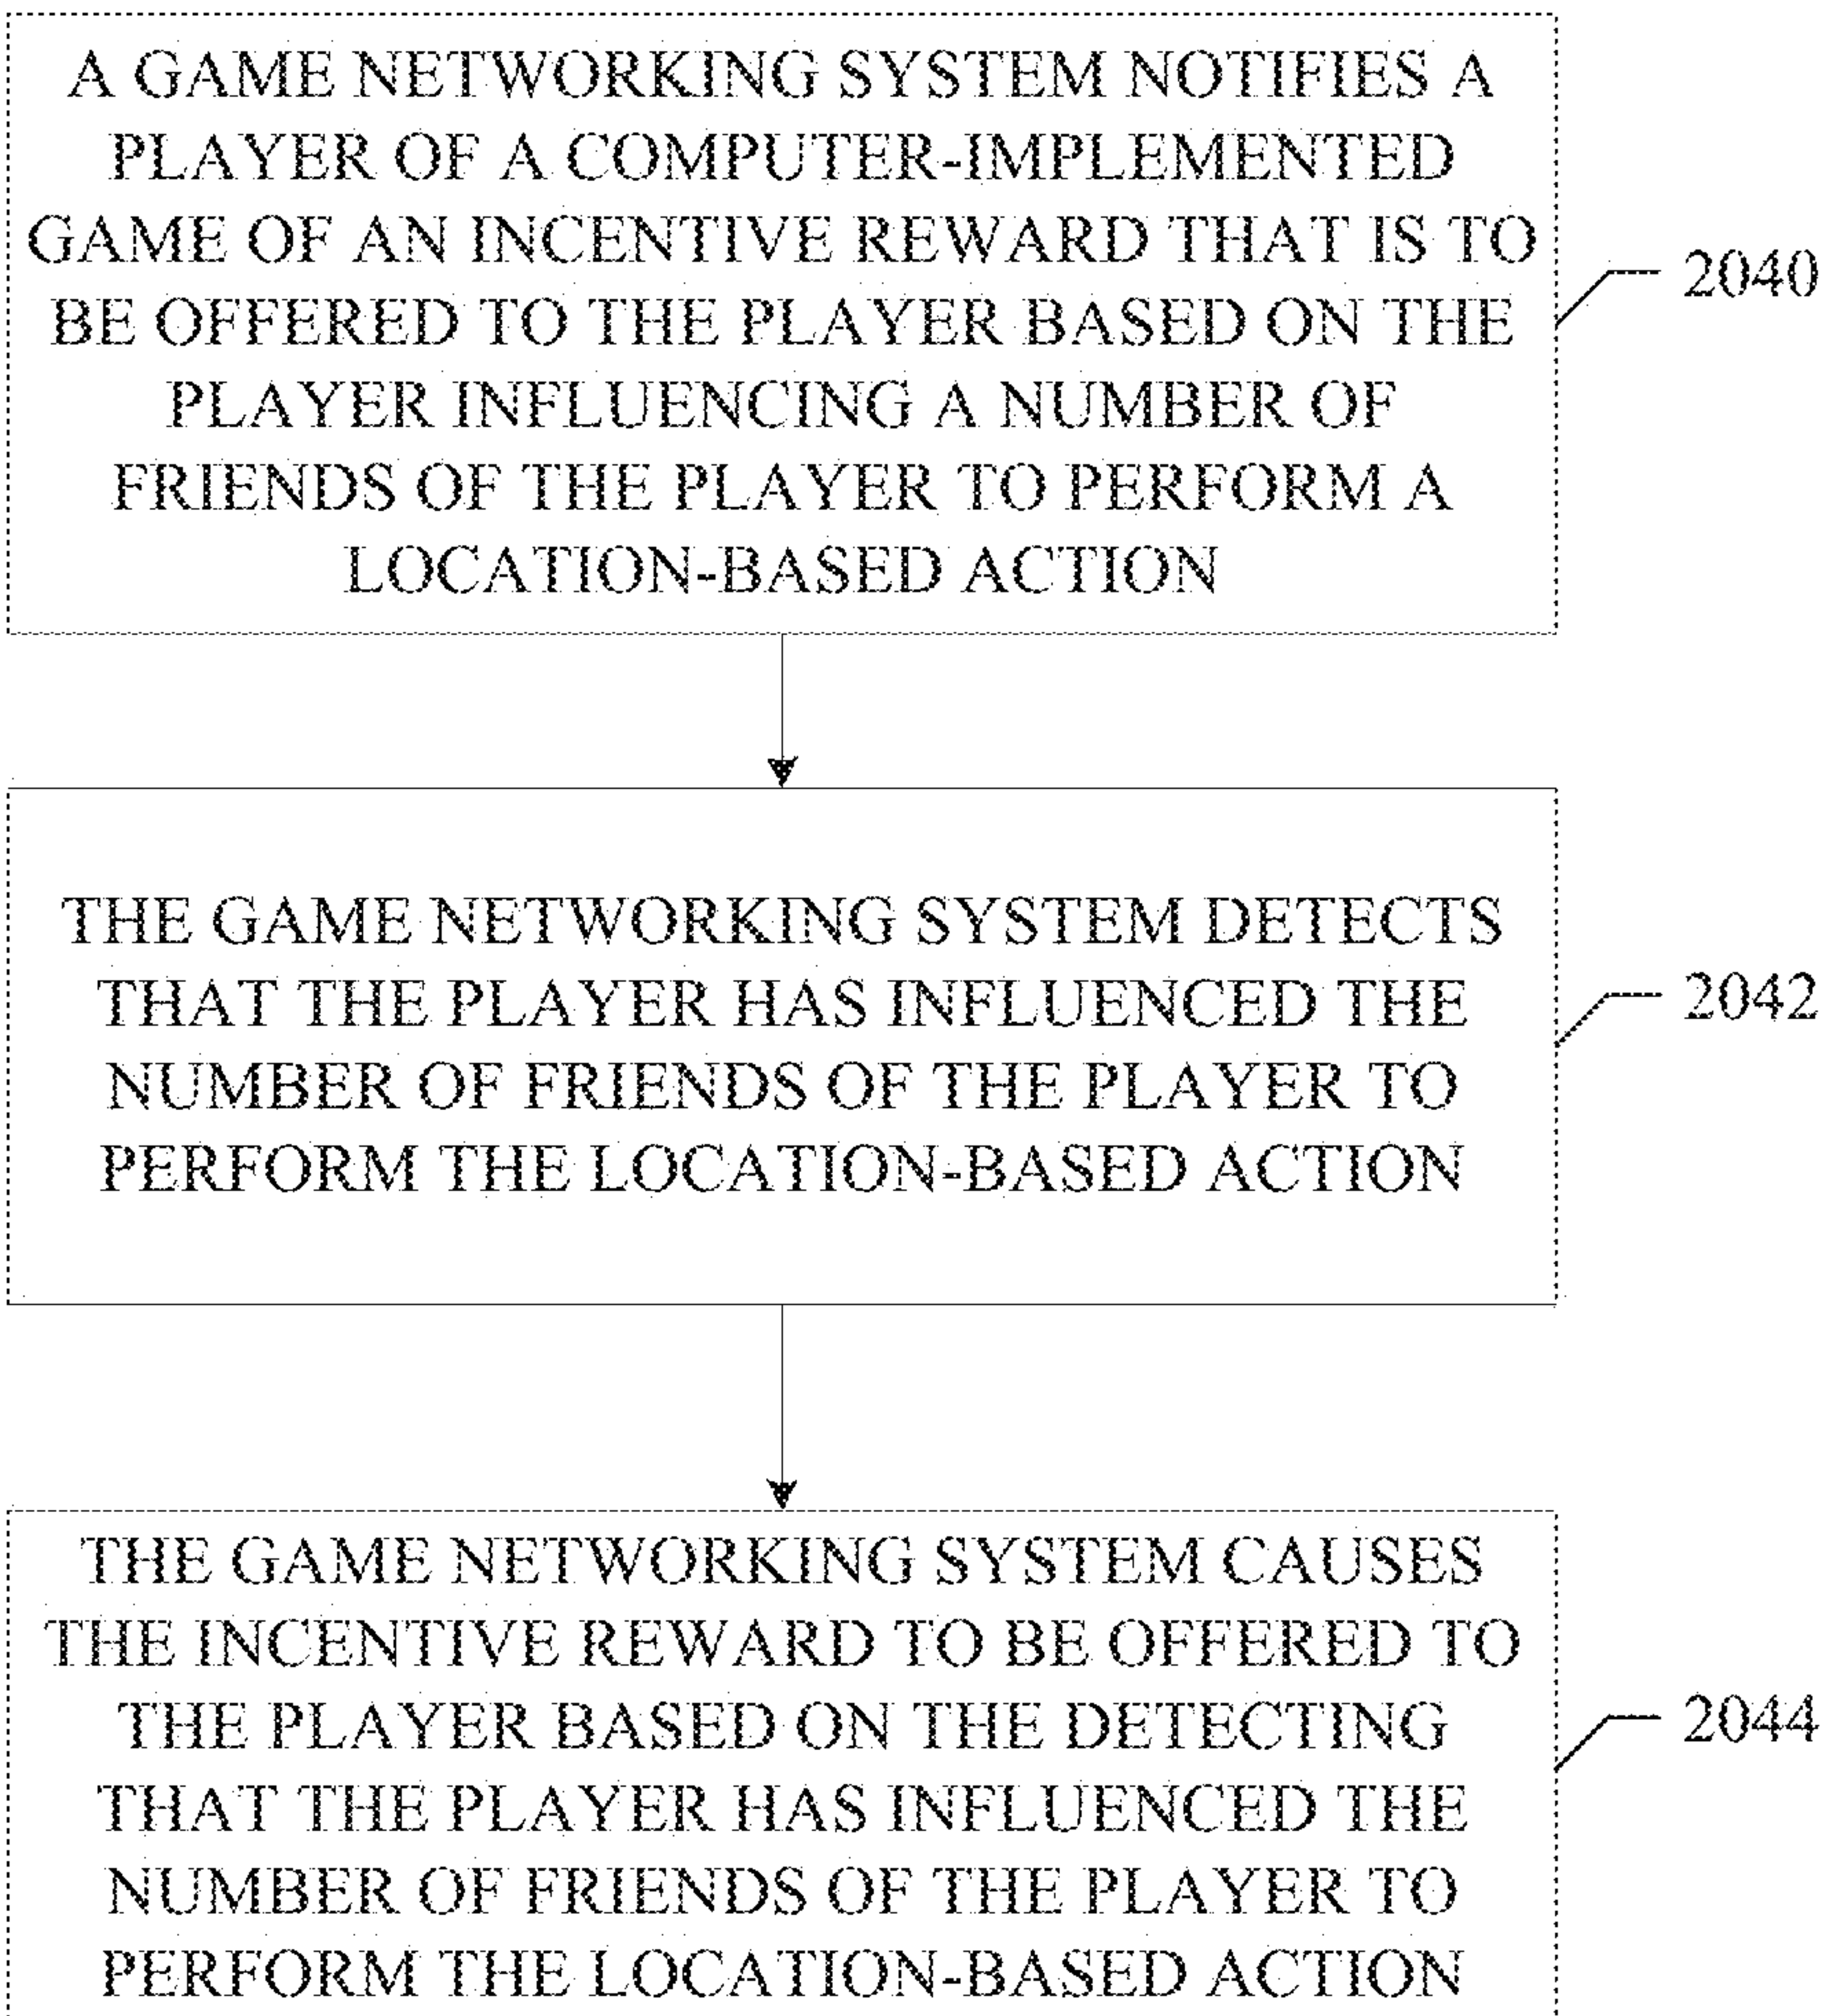 A GAME NETWORKING SYSTEM NOTIFIES A
PLAYER OF A COMPUTER-IMPLEMENTED
GAME OF AN INCENTIVE REWARD THAT IS TO
BE OFFERED TO THE PLAYER BASED ON THE
PLAYER INFLUENCING A NUMBER OF
FRIENDS OF THE PLAYER TO PERFORM A
LOCATION-BASED ACTION
2040
THE GAME NETWORKING SYSTEM DETECTS
THAT THE PLAYER HAS INFLUENCED THE
NUMBER OF FRIENDS OF THE PLAYER TO
PERFORM THE LOCATION-BASED ACTION
2042
THE GAME NETWORKING SYSTEM CAUSES
THE INCENTIVE REWARD TO BE OFFERED TO
THE PLAYER BASED ON THE DETECTING
THAT THE PLAYER HAS INFLUENCED THE
NUMBER OF FRIENDS OF THE PLAYER TO
PERFORM THE LOCATION-BASED ACTION
2044